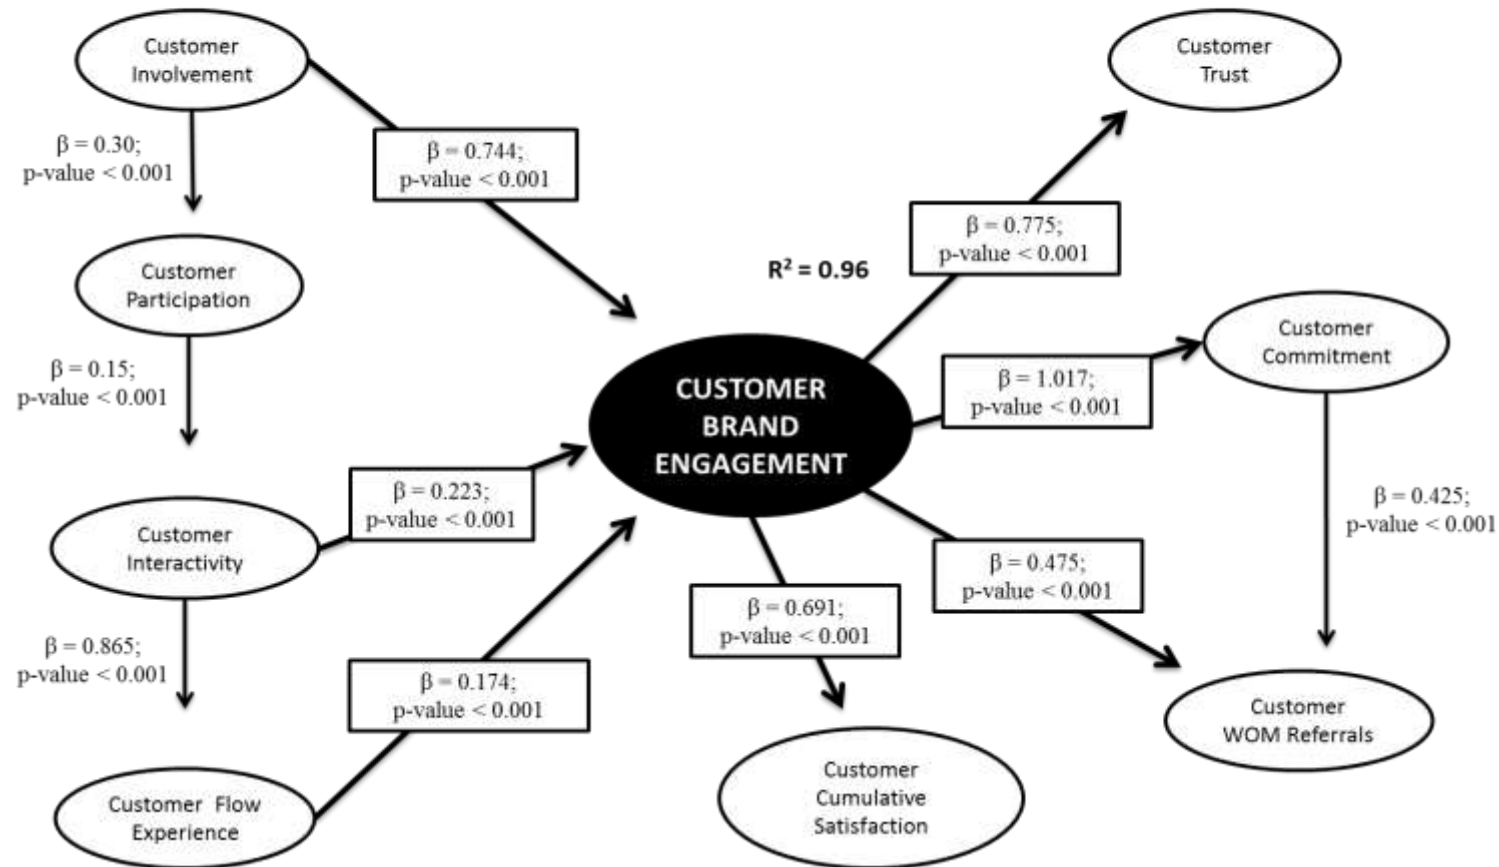 Customer
Involvement
β = 0.30;
p-value < 0.001
β = 0.744;
p-value < 0.001
Customer
Trust
β = 0.775;
p-value < 0.001
R² = 0.96
Customer
Participation
β = 0.15;
p-value < 0.001
CUSTOMER
BRAND
ENGAGEMENT
β = 1.017;
p-value < 0.001
Customer
Commitment
β = 0.223;
p-value < 0.001
Customer
Interactivity
β = 0.425;
p-value < 0.001
β = 0.475;
p-value < 0.001
β = 0.691;
p-value < 0.001
β = 0.865;
p-value < 0.001
β = 0.174;
p-value < 0.001
Customer
WOM Referrals
Customer Flow
Experience
Customer
Cumulative
Satisfaction